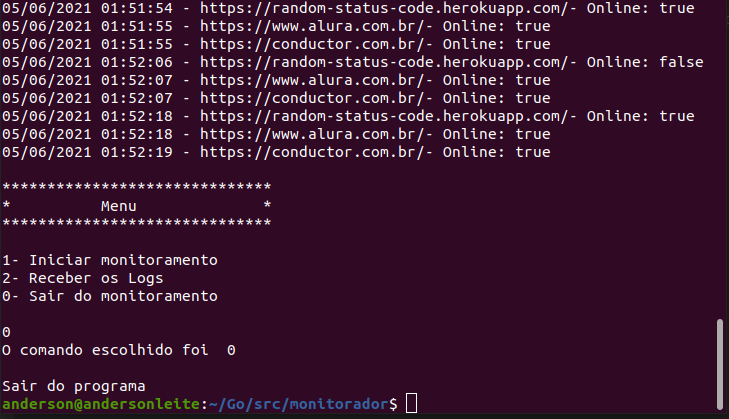 05/06/2021 01:51:54 - https://random-status-code.herokuapp.com/- Online: true
05/06/2021 01:51:55 - https://www.alura.com.br/- Online: true
05/06/2021 01:51:55 - https://conductor.com.br/- Online: true
05/06/2021 01:52:06 - https://random-status-code.herokuapp.com/- Online: false
05/06/2021 01:52:07 - https://www.alura.com.br/- Online: true
05/06/2021 01:52:07 - https://conductor.com.br/- Online: true
05/06/2021 01:52:18 - https://random-status-code.herokuapp.com/- Online: true
05/06/2021 01:52:18 - https://www.alura.com.br/- Online: true
05/06/2021 01:52:19 - https://conductor.com.br/- Online: true
******************************
*          Menu              *
******************************
1- Iniciar monitoramento
2- Receber os Logs
0- Sair do monitoramento
0
O comando escolhido foi  0
Sair do programa
anderson@andersonleite:~/Go/src/monitorador$